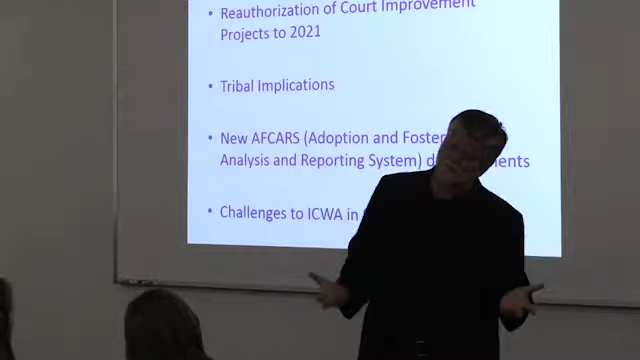 • Reauthorization of Court Improvement
Projects to 2021
• Tribal Implications
• New AFCARS (Adoption and Foster
Analysis and Reporting System)
• Challenges to ICWA in